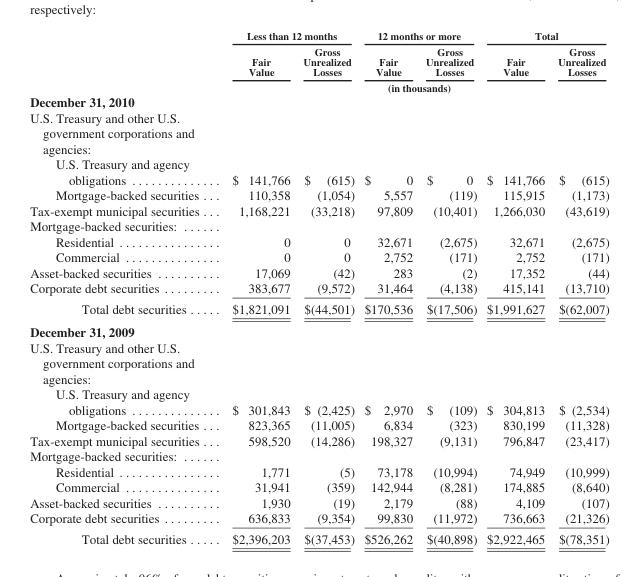 respectively:
Less than 12 months 12 months or more Total
Fair Value Gross Unrealized Losses Fair Value Gross Unrealized Losses Fair Value Gross Unrealized Losses
(in thousands)
December 31, 2010
U.S. Treasury and other U.S.
government corporations and
agencies:
U.S. Treasury and agency
obligations .............. $ 141,766 $ (615) $ 0 $ 0 $ 141,766 $ (615)
Mortgage-backed securities ... 110,358 (1,054) 5,557 (119) 115,915 (1,173)
Tax-exempt municipal securities ... 1,168,221 (33,218) 97,809 (10,401) 1,266,030 (43,619)
Mortgage-backed securities: ......
Residential ............... 0 0 32,671 (2,675) 32,671 (2,675)
Commercial .............. 0 0 2,752 (171) 2,752 (171)
Asset-backed securities .......... 17,069 (42) 283 (2) 17,352 (44)
Corporate debt securities ......... 383,677 (9,572) 31,464 (4,138) 415,141 (13,710)
Total debt securities ..... $1,821,091 $(44,501) $170,536 $(17,506) $1,991,627 $(62,007)
December 31, 2009
U.S. Treasury and other U.S.
government corporations and
agencies:
U.S. Treasury and agency
obligations .............. $ 301,843 $ (2,425) $ 2,970 $ (109) $ 304,813 $ (2,534)
Mortgage-backed securities ... 823,365 (11,005) 6,834 (323) 830,199 (11,328)
Tax-exempt municipal securities ... 598,520 (14,286) 198,327 (9,131) 796,847 (23,417)
Mortgage-backed securities: ......
Residential ............... 1,771 (5) 73,178 (10,994) 74,949 (10,999)
Commercial .............. 31,941 (359) 142,944 (8,281) 174,885 (8,640)
Asset-backed securities .......... 1,930 (19) 2,179 (88) 4,109 (107)
Corporate debt securities ......... 636,833 (9,354) 99,830 (11,972) 736,663 (21,326)
Total debt securities ..... $2,396,203 $(37,453) $526,262 $(40,898) $2,922,465 $(78,351)